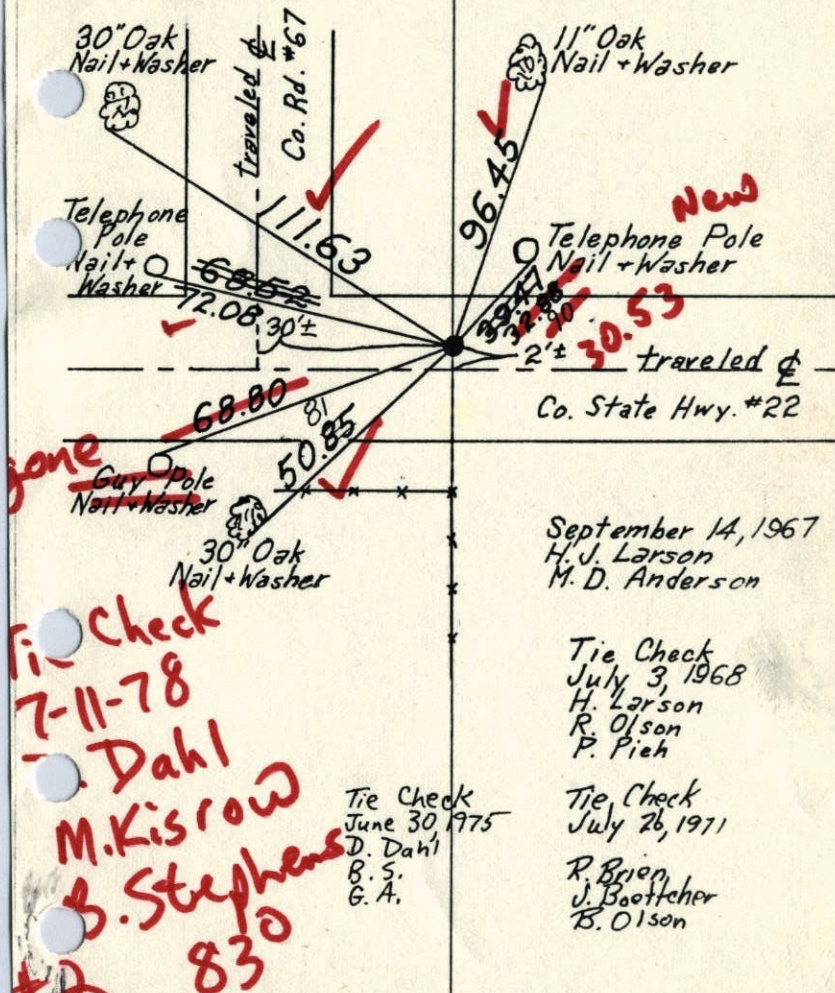 30" Oak
Nail + Washer
traveled ℄
Co. Rd. #67
11" Oak
Nail + Washer
111.63
96.45
New
Telephone
Pole
Nail +
Washer
68.52
72.08
30'±
Telephone Pole
Nail + Washer
39.47
10
30.53
2'±
traveled ℄
Co. State Hwy. #22
68.80
81
50.85
gone
Guy Pole
Nail + Washer
30" Oak
Nail + Washer
September 14, 1967
H. J. Larson
M. D. Anderson
Tie Check
July 3, 1968
H. Larson
R. Olson
P. Pieh
Tie Check
7-11-78
Dahl
M. Kisrow
B. Stephens
830
Tie Check
June 30, 1975
D. Dahl
B. S.
G. A.
Tie Check
July 26, 1971
R. Brien
J. Boettcher
B. Olson